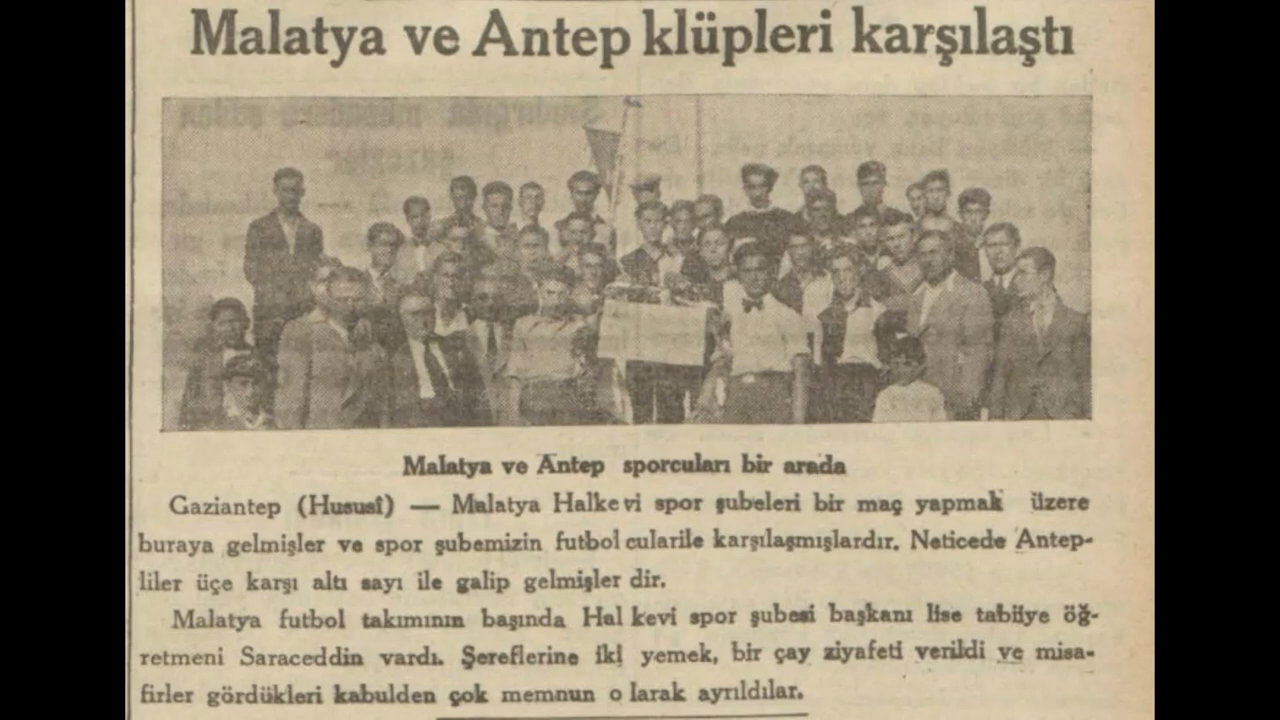 Malatya ve Antep klüpleri karşılaştı
Malatya ve Antep sporcuları bir arada
Gaziantep (Hususî) — Malatya Halkevi spor şubeleri bir maç yapmak üzere
buraya gelmişler ve spor şubemizin futbol cularile karşılaşmışlardır. Neticede Antep-
liler üçe karşı altı sayı ile galip gelmişler dir.
Malatya futbol takımının başında Hal kevi spor şubesi başkanı lise tabiiye öğ-
retmeni Saraceddin vardı. Şereflerine iki yemek, bir çay ziyafeti verildi ve misa-
firler gördükleri kabulden çok memnun o larak ayrıldılar.